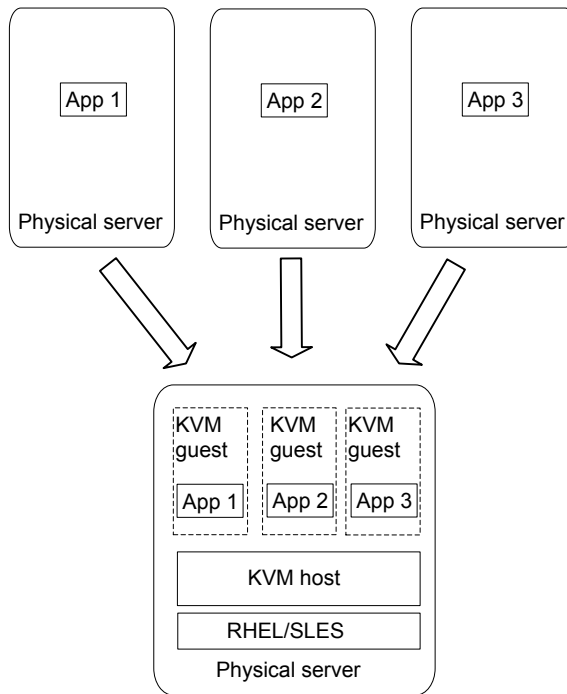 App 1
Physical server
App 2
Physical server
App 3
Physical server
KVM
guest
App 1
KVM
guest
App 2
KVM
guest
App 3
KVM host
RHEL/SLES
Physical server